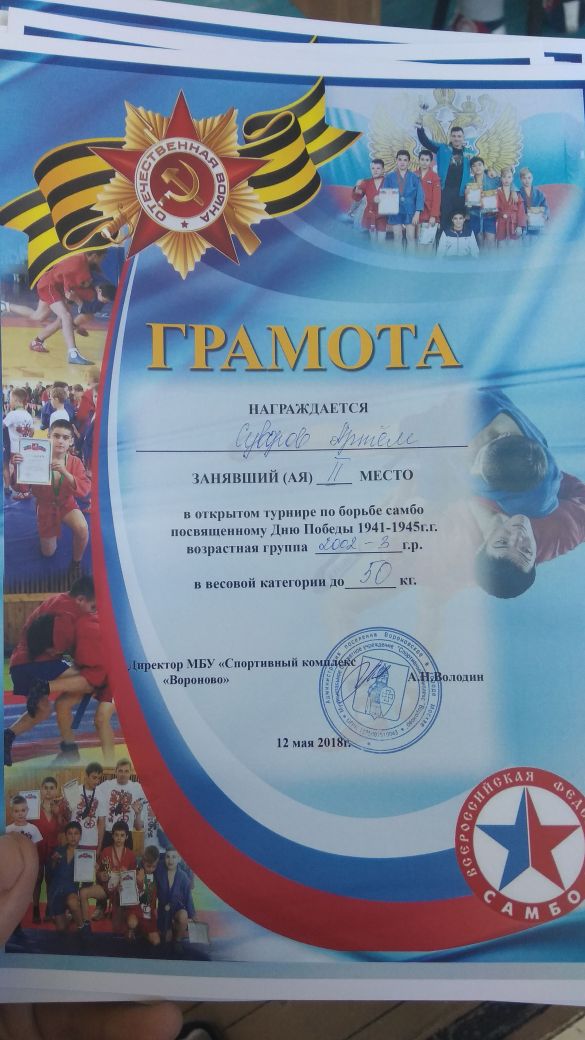 ОТЕЧЕСТВЕННАЯ ВОЙНА
ГРАМОТА
НАГРАЖДАЕТСЯ
Суворов Артём
ЗАНЯВШИЙ (АЯ) II МЕСТО
в открытом турнире по борьбе самбо
посвященному Дню Победы 1941-1945г.г.
возрастная группа 2002-3 г.р.
в весовой категории до 50 кг.
Директор МБУ «Спортивный комплекс
«Вороново» А.Н.Володин
12 мая 2018г.
ВСЕРОССИЙСКАЯ ФЕДЕ
САМБО